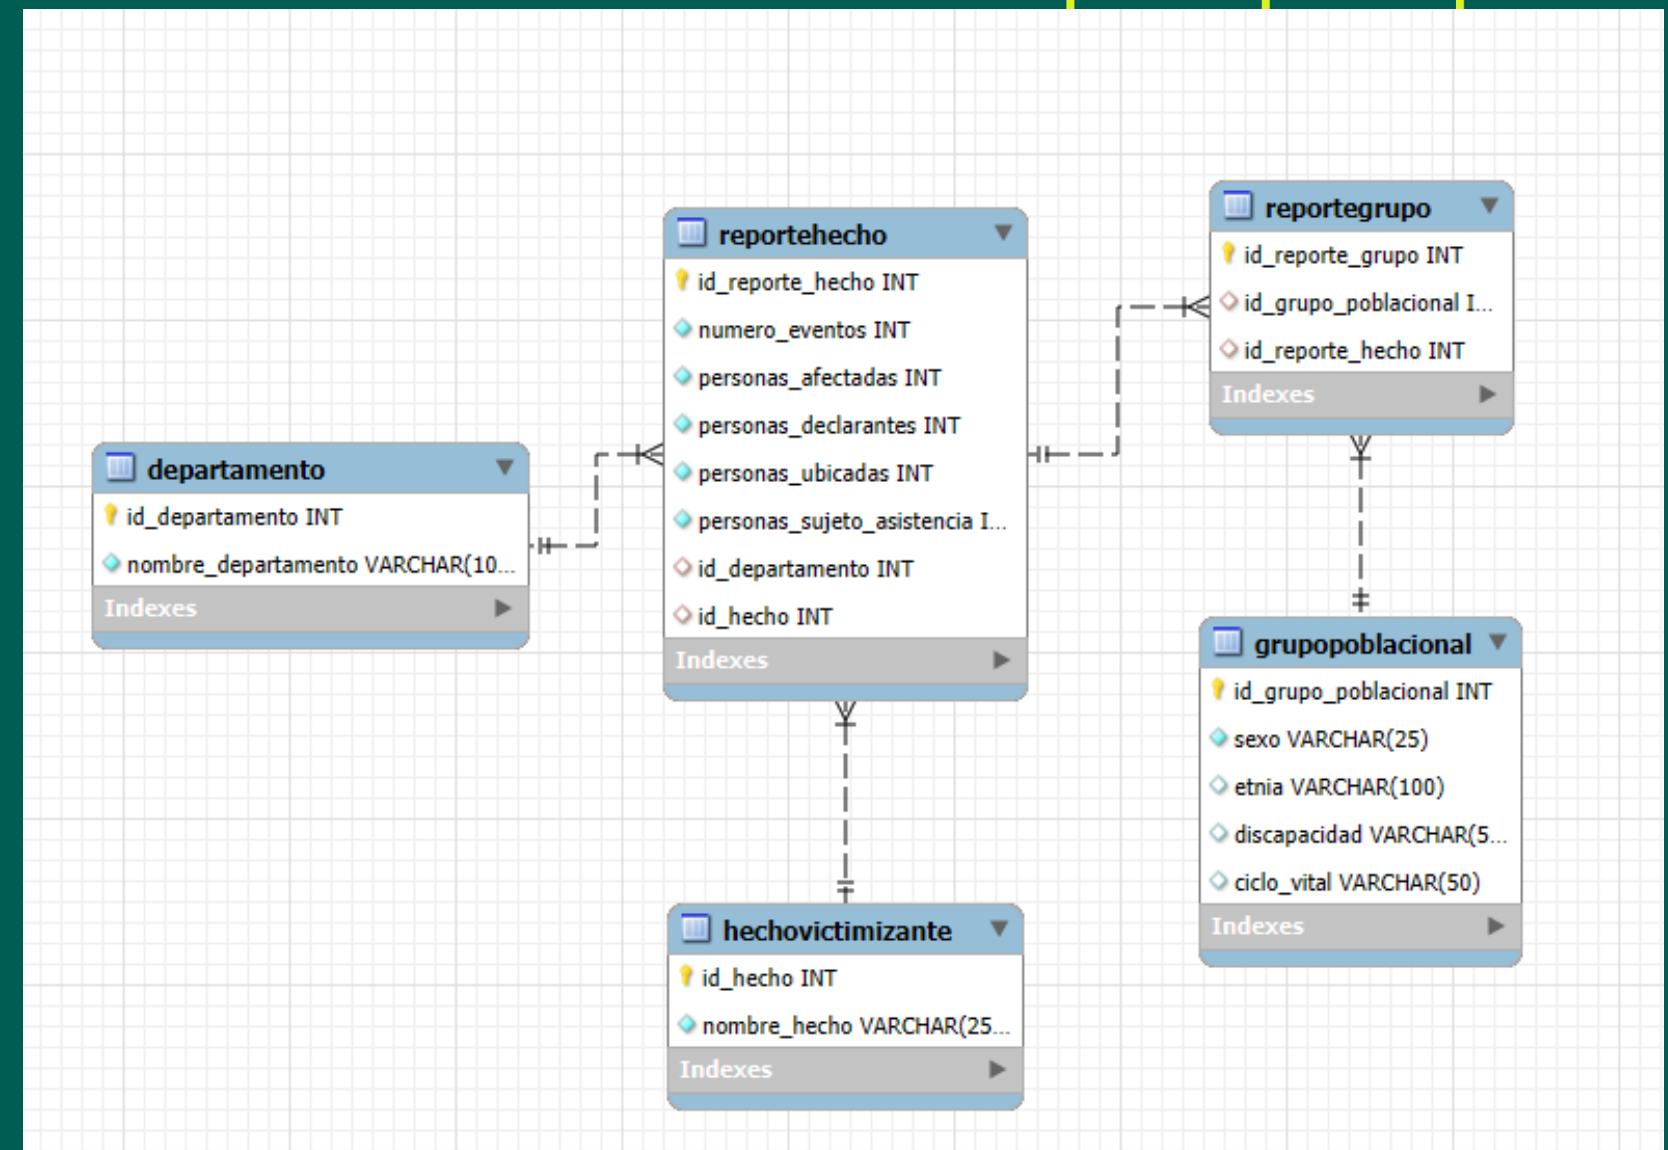 departamento
id_departamento INT
nombre_departamento VARCHAR(10...
Indexes
reportehecho
id_reporte_hecho INT
numero_eventos INT
personas_afectadas INT
personas_declarantes INT
personas_ubicadas INT
personas_sujeto_asistencia I...
id_departamento INT
id_hecho INT
Indexes
reportegrupo
id_reporte_grupo INT
id_grupo_poblacional I...
id_reporte_hecho INT
Indexes
grupopoblacional
id_grupo_poblacional INT
sexo VARCHAR(25)
etnia VARCHAR(100)
discapacidad VARCHAR(5...
ciclo_vital VARCHAR(50)
Indexes
hechovictimizante
id_hecho INT
nombre_hecho VARCHAR(25...
Indexes